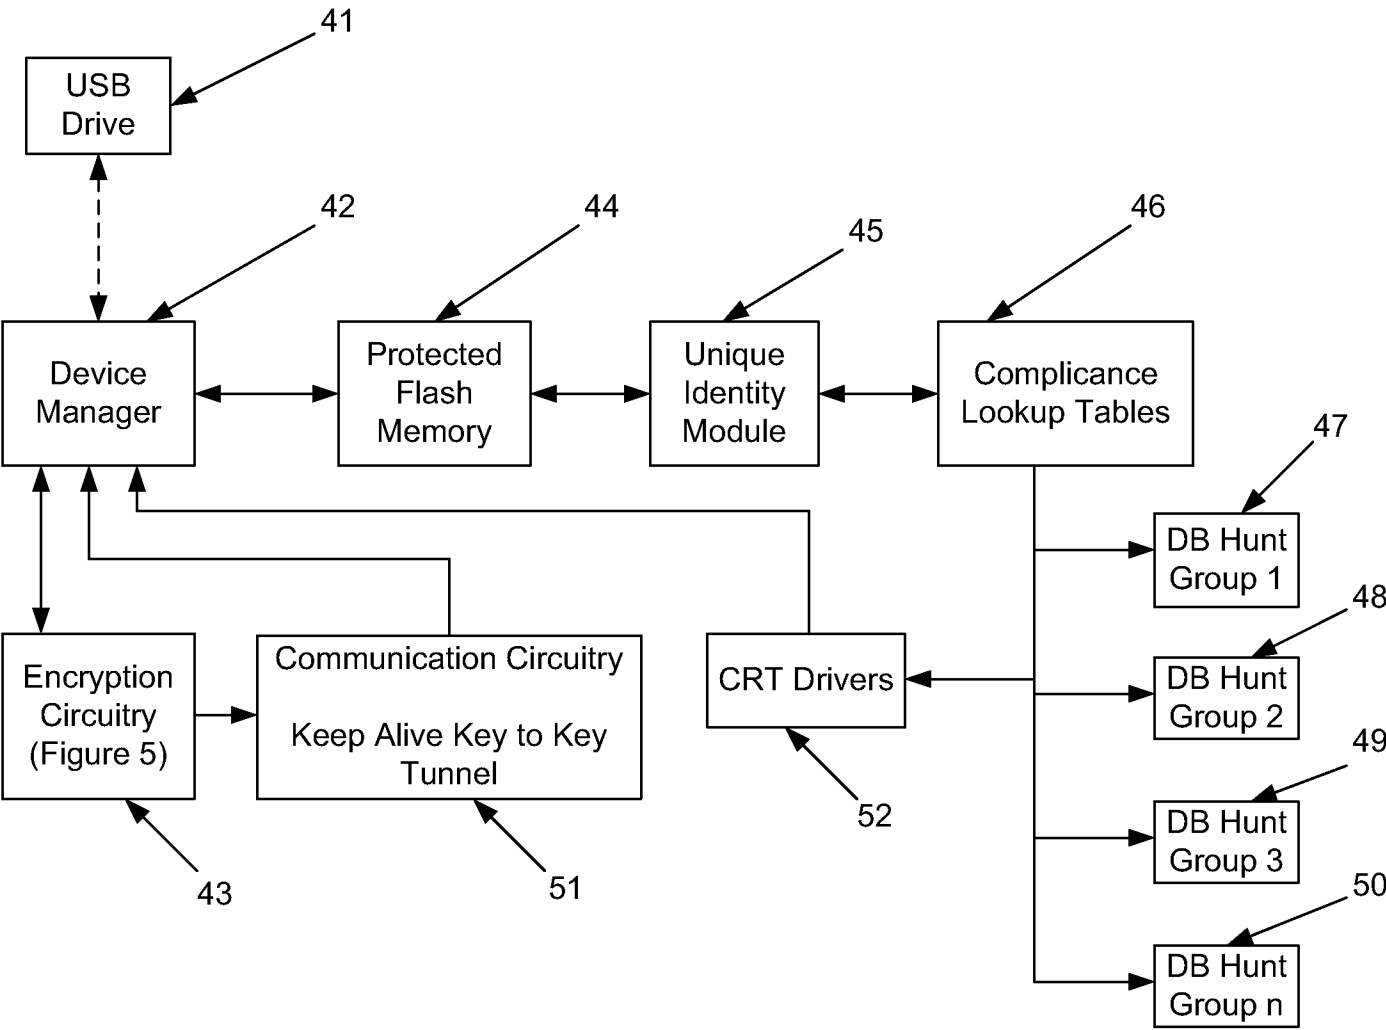 41
USB
Drive
42
44
45
46
Device
Manager
Protected
Flash
Memory
Unique
Identity
Module
Complicance
Lookup Tables
47
DB Hunt
Group 1
48
DB Hunt
Group 2
49
DB Hunt
Group 3
50
DB Hunt
Group n
Encryption
Circuitry
(Figure 5)
Communication Circuitry
Keep Alive Key to Key
Tunnel
CRT Drivers
52
43
51